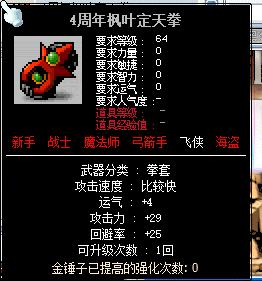 4周年枫叶定天拳
要求等级: 64
要求力量: 0
要求敏捷: 0
要求智力: 0
要求运气: 0
要求人气度: -
道具等级: -
道具经验值: -
新手 战士 魔法师 弓箭手 飞侠 海盗
武器分类 : 拳套
攻击速度 : 比较快
运气 : +4
攻击力 : +29
回避率 : +25
可升级次数 : 1回
金锤子已提高的强化次数: 0